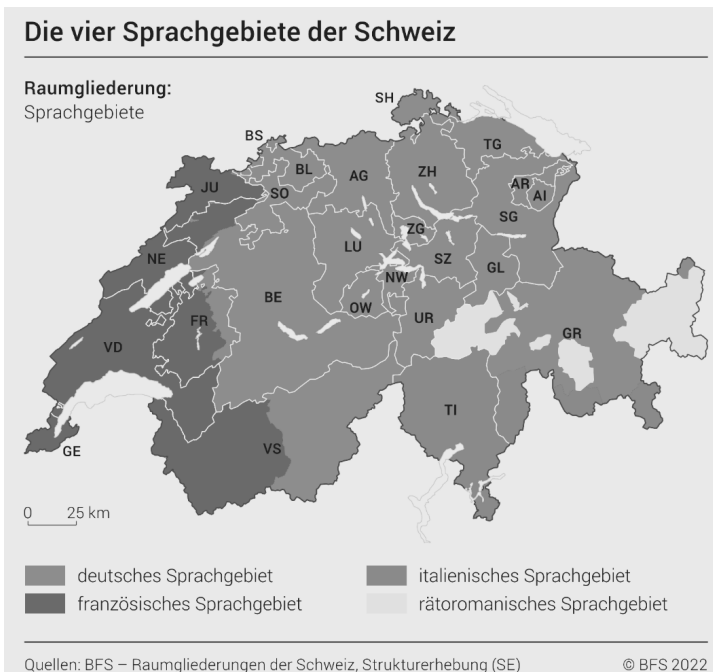 Die vier Sprachgebiete der Schweiz
Raumgliederung:
Sprachgebiete
SH
BS
TG
BL
AG
ZH
JU
SO
AR
AI
SG
ZG
NE
LU
SZ
GL
NW
BE
OW
FR
UR
GR
VD
TI
GE
VS
0 25 km
deutsches Sprachgebiet
italienisches Sprachgebiet
französisches Sprachgebiet
rätoromanisches Sprachgebiet
Quellen: BFS – Raumgliederungen der Schweiz, Strukturerhebung (SE)
© BFS 2022